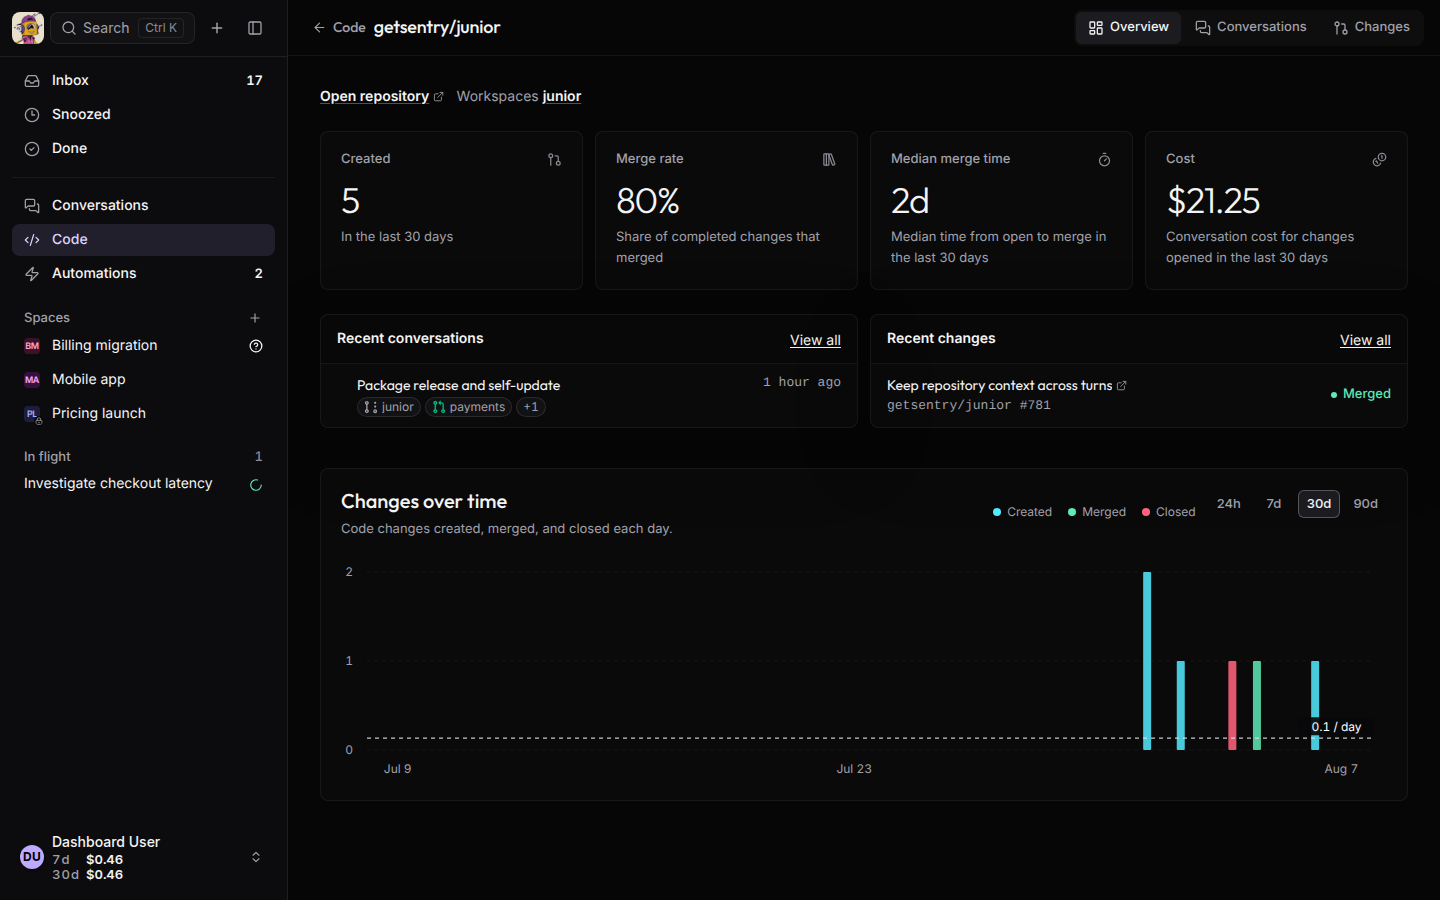 Search Ctrl K
Inbox 17
Snoozed
Done
Conversations
Code
Automations 2
Spaces
BM Billing migration
MA Mobile app
PL Pricing launch
In flight 1
Investigate checkout latency
DU Dashboard User
7d $0.46
30d $0.46
Code getsentry/junior
Overview Conversations Changes
Open repository Workspaces junior
Created
5
In the last 30 days
Merge rate
80%
Share of completed changes that
merged
Median merge time
2d
Median time from open to merge in
the last 30 days
Cost
$21.25
Conversation cost for changes
opened in the last 30 days
Recent conversations View all
Package release and self-update 1 hour ago
junior payments +1
Recent changes View all
Keep repository context across turns
getsentry/junior #781
Merged
Changes over time
Code changes created, merged, and closed each day.
Created Merged Closed
24h 7d 30d 90d
2
1
0
0.1 / day
Jul 9 Jul 23 Aug 7